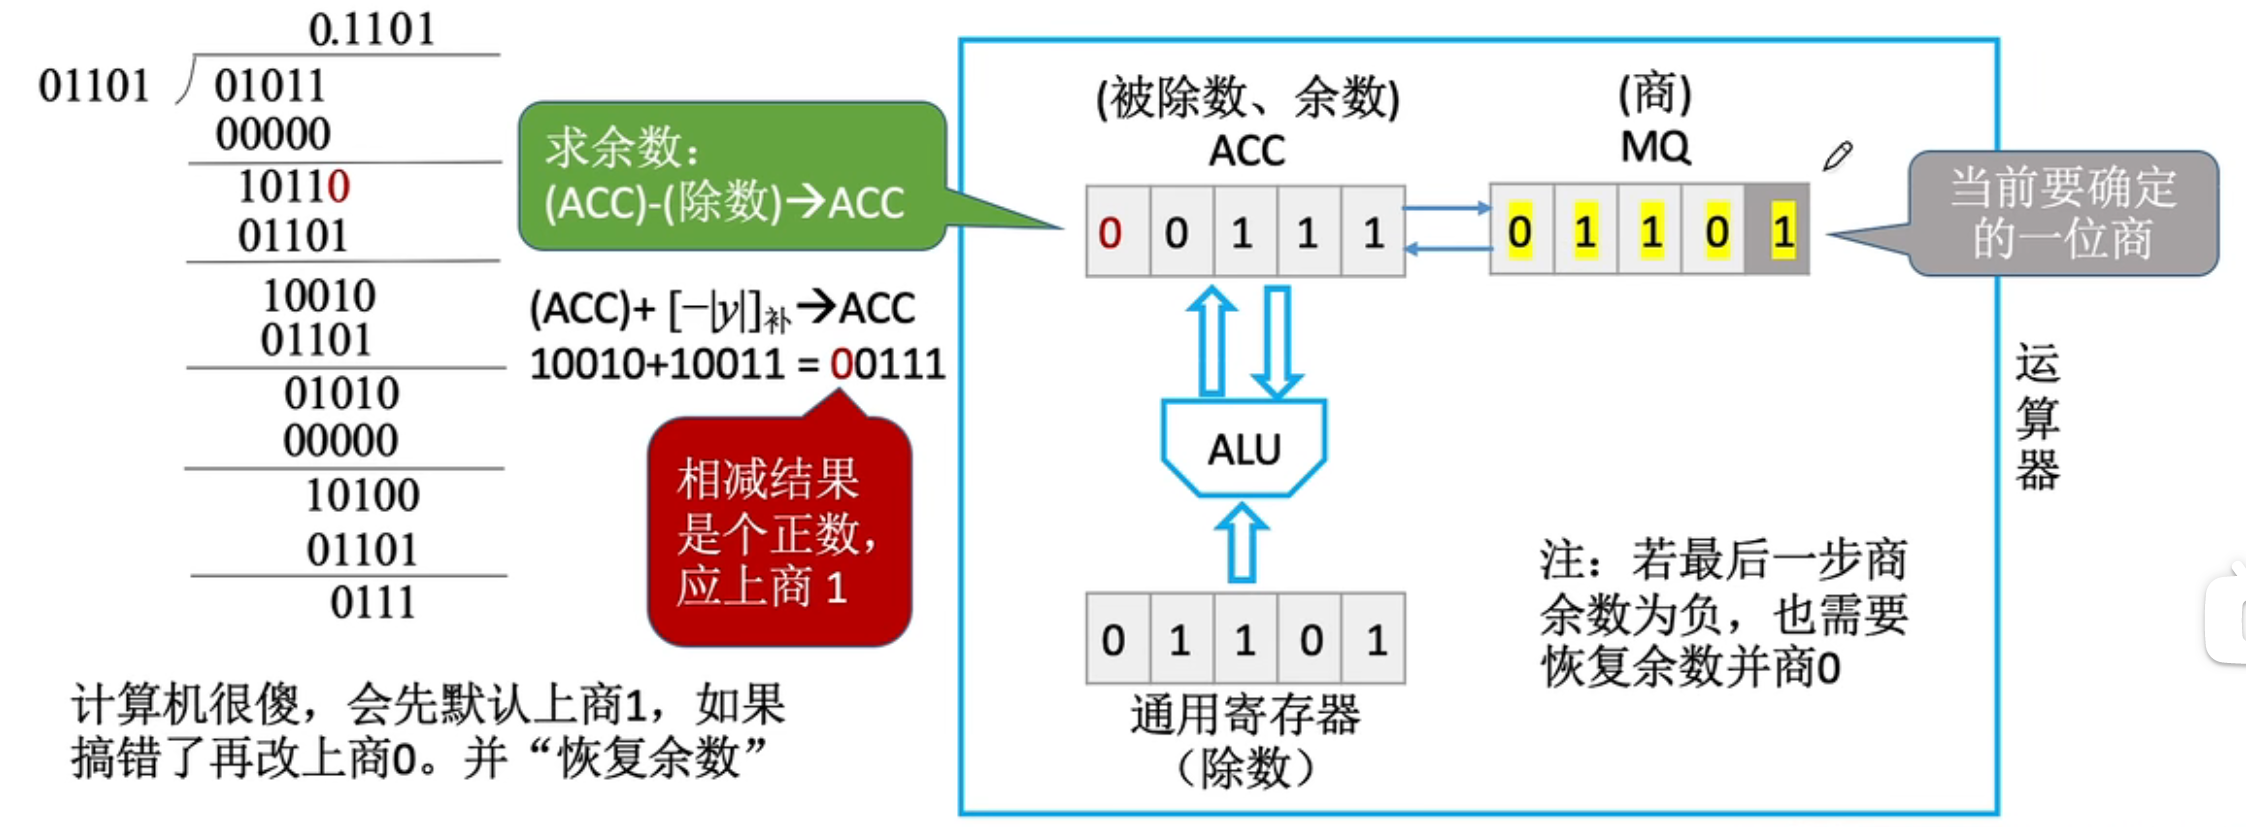 0.1101
01101
01011
00000
10110
01101
10010
01101
01010
00000
10100
01101
0111
计算机很傻，会先默认上商1，如果
搞错了再改上商0。并“恢复余数”
求余数：
(ACC)-(除数)→ACC
(ACC)+ [−|y|]补→ACC
10010+10011 = 00111
相减结果
是个正数，
应上商 1
(被除数、余数)
ACC
0 0 1 1 1
(商)
MQ
0 1 1 0 1
当前要确定
的一位商
ALU
0 1 1 0 1
通用寄存器
（除数）
注：若最后一步商
余数为负，也需要
恢复余数并商0
运
算
器